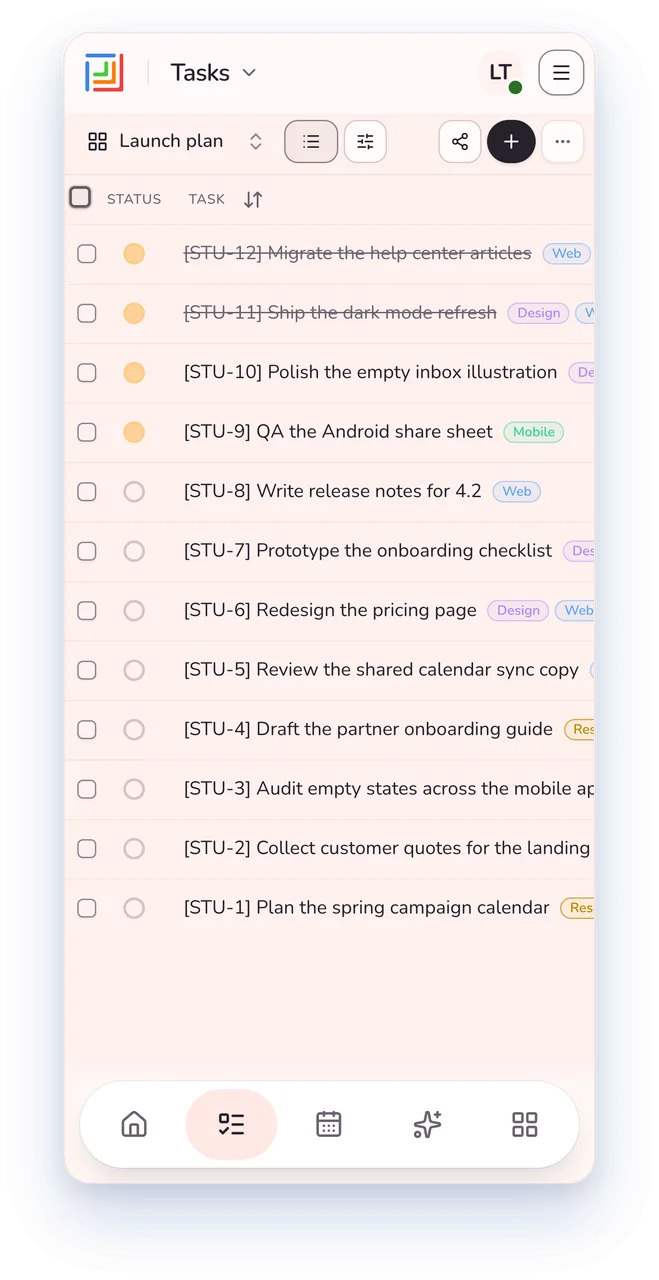 Tasks
LT
Launch plan
STATUS TASK
[STU-12] Migrate the help center articles Web
[STU-11] Ship the dark mode refresh Design W
[STU-10] Polish the empty inbox illustration De
[STU-9] QA the Android share sheet Mobile
[STU-8] Write release notes for 4.2 Web
[STU-7] Prototype the onboarding checklist Des
[STU-6] Redesign the pricing page Design Web
[STU-5] Review the shared calendar sync copy
[STU-4] Draft the partner onboarding guide Res
[STU-3] Audit empty states across the mobile ap
[STU-2] Collect customer quotes for the landing
[STU-1] Plan the spring campaign calendar Res